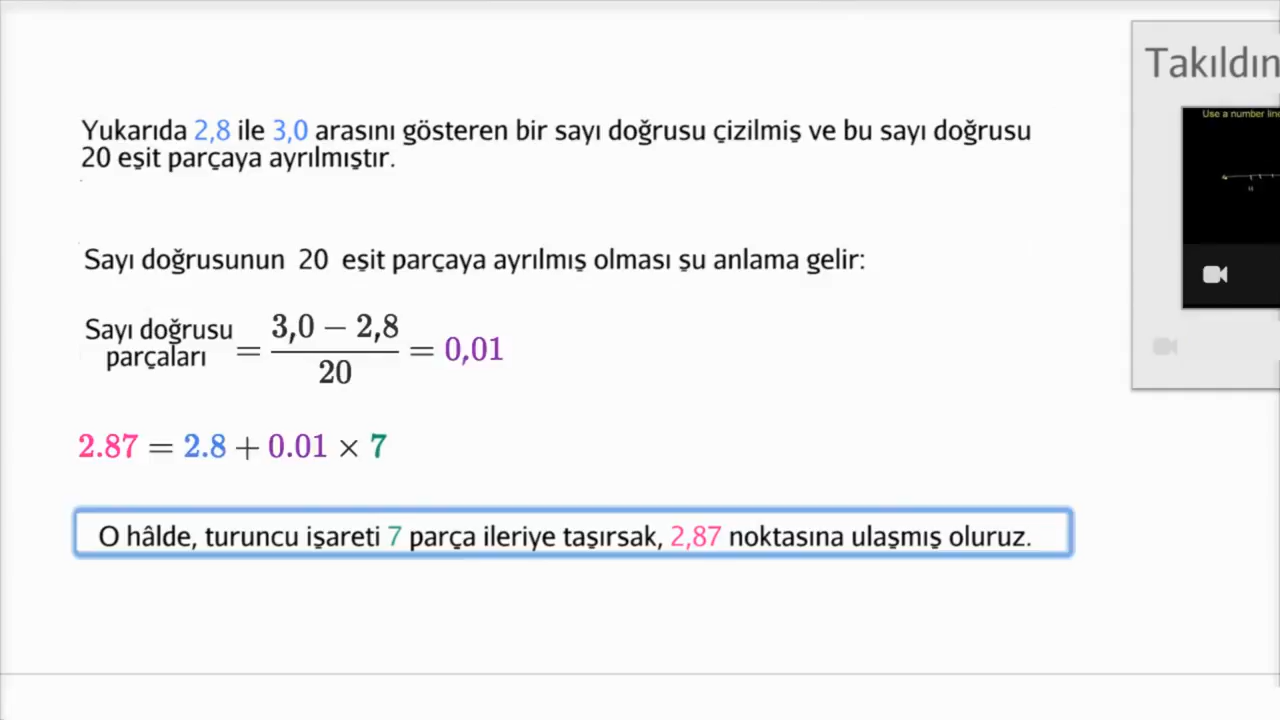 Takıldın
Use a number line
Yukarıda 2,8 ile 3,0 arasını gösteren bir sayı doğrusu çizilmiş ve bu sayı doğrusu
20 eşit parçaya ayrılmıştır.
Sayı doğrusunun 20 eşit parçaya ayrılmış olması şu anlama gelir:
Sayı doğrusu parçaları = (3,0 − 2,8) / 20 = 0,01
2.87 = 2.8 + 0.01 × 7
O hâlde, turuncu işareti 7 parça ileriye taşırsak, 2,87 noktasına ulaşmış oluruz.